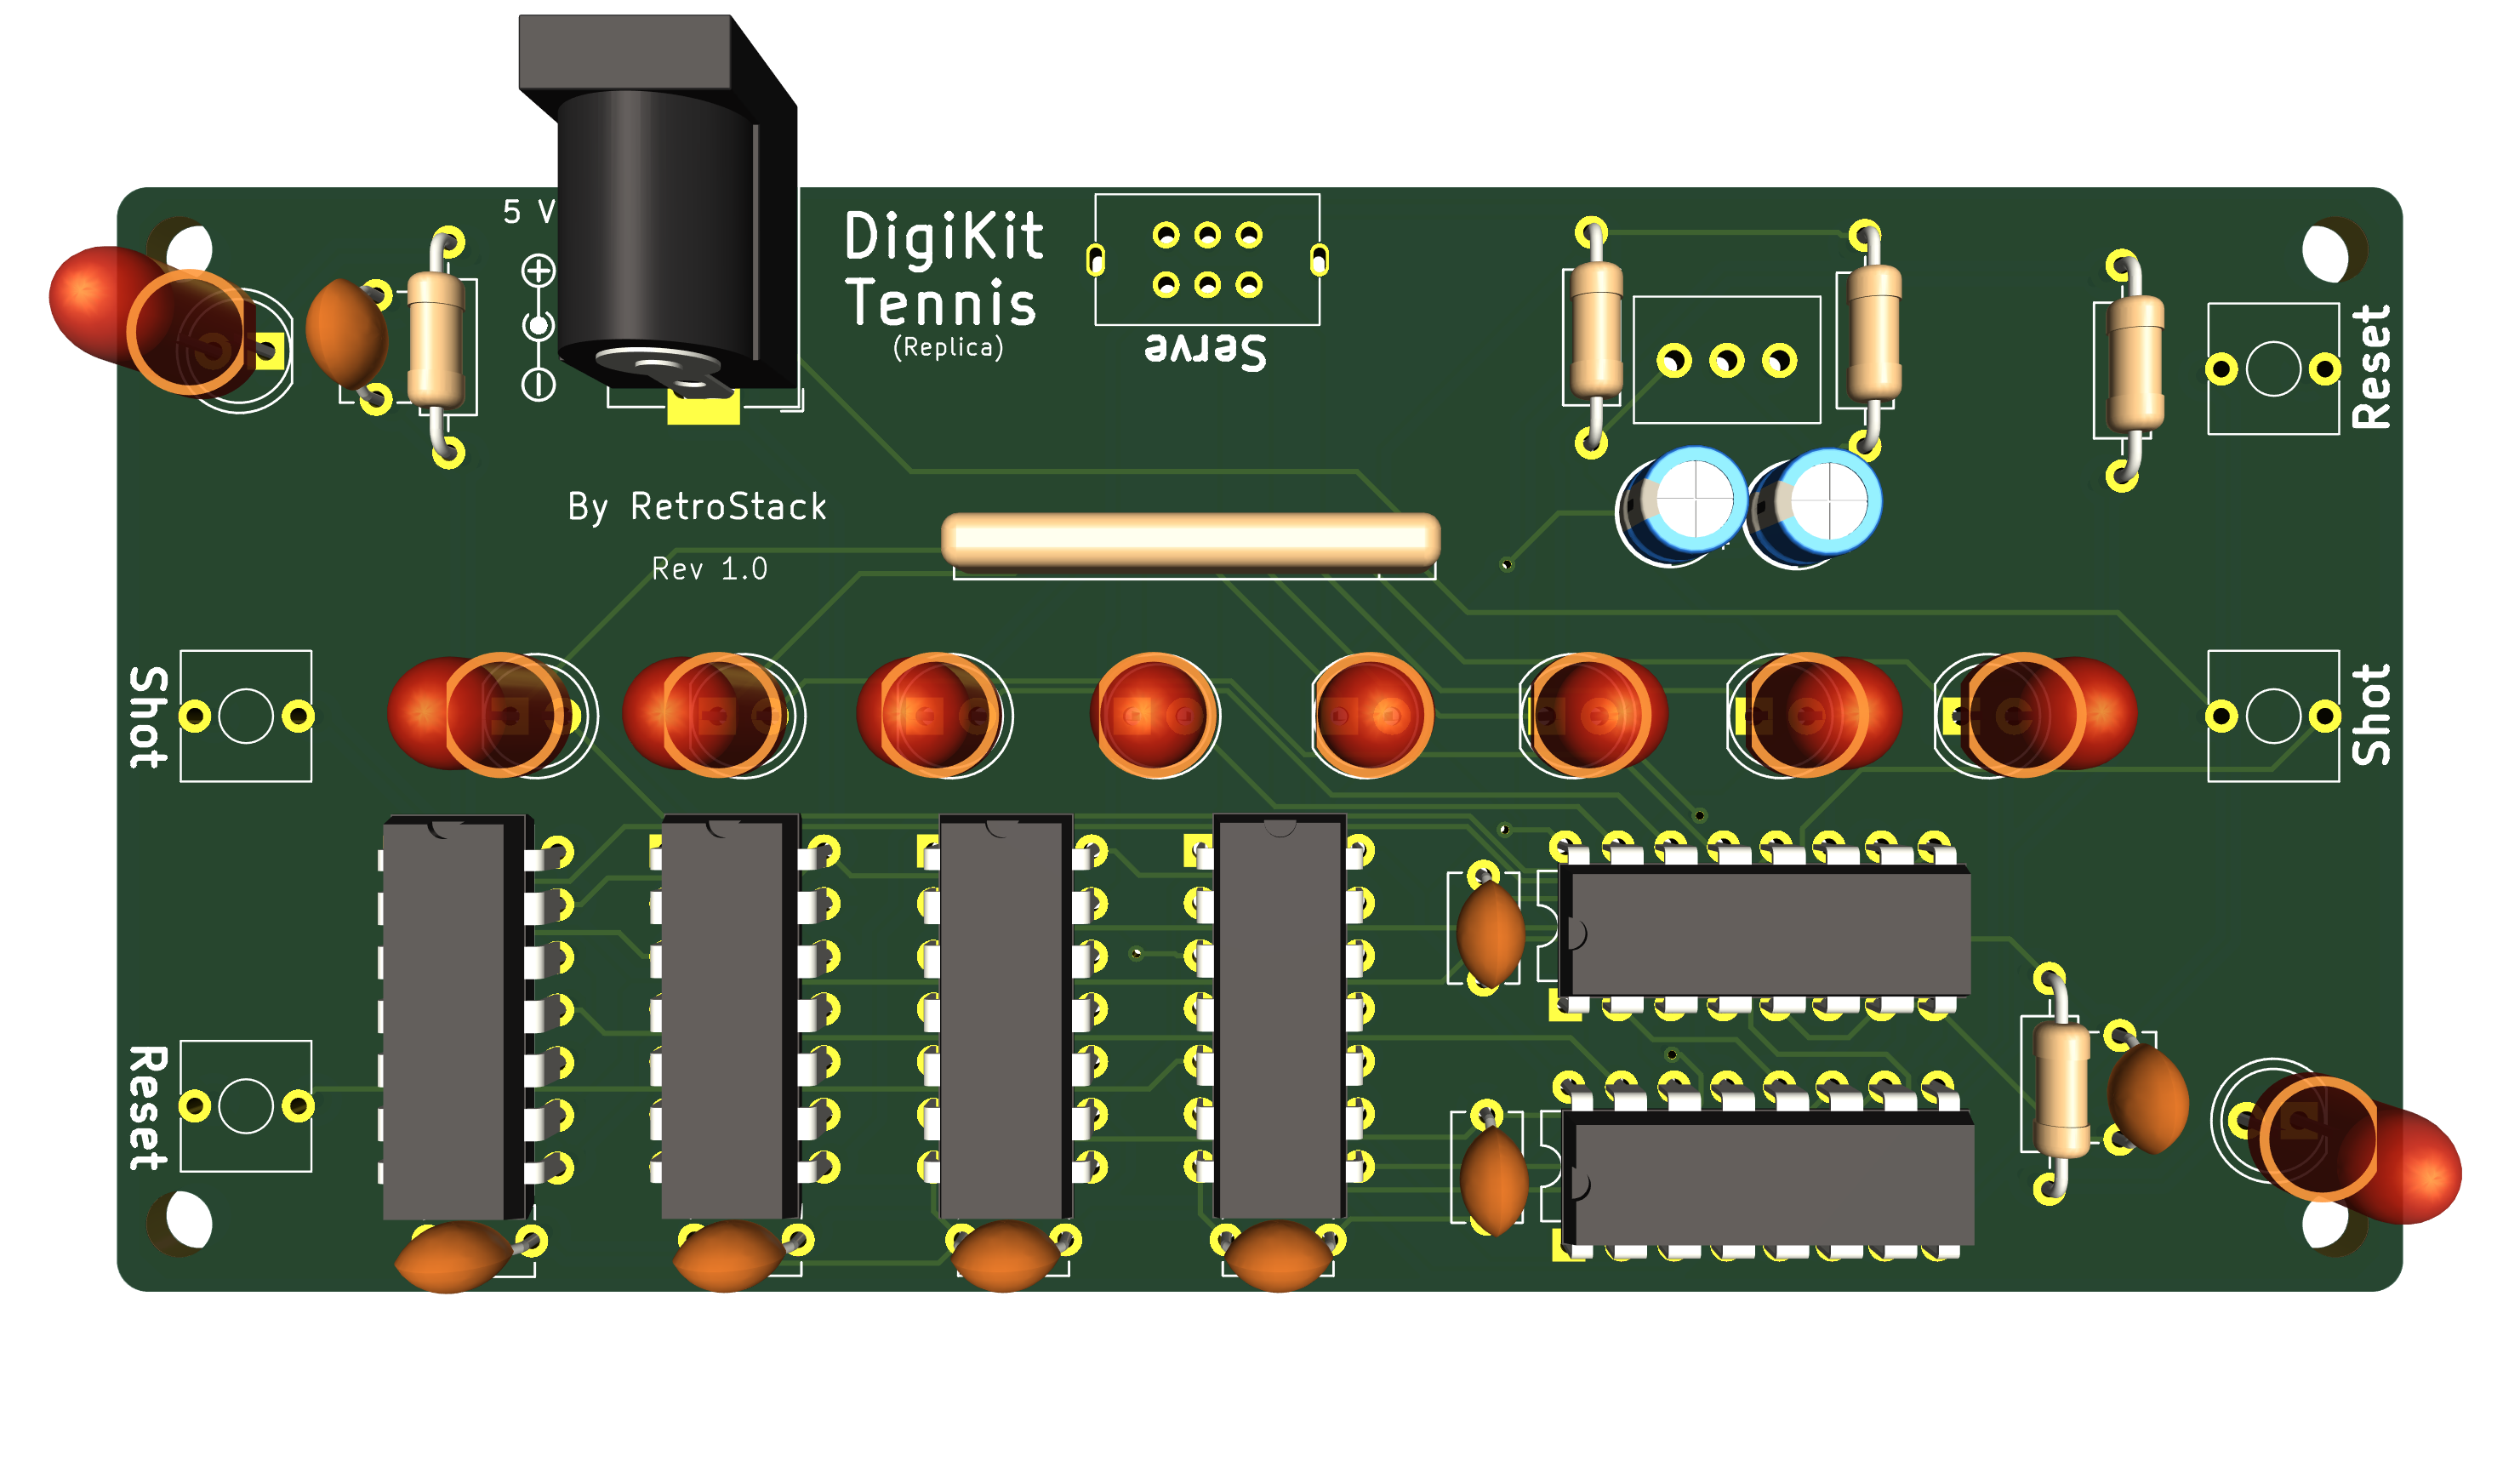 5 V
DigiKit
Tennis
(Replica)
Serve
Reset
By RetroStack
Rev 1.0
Shot
Shot
Reset